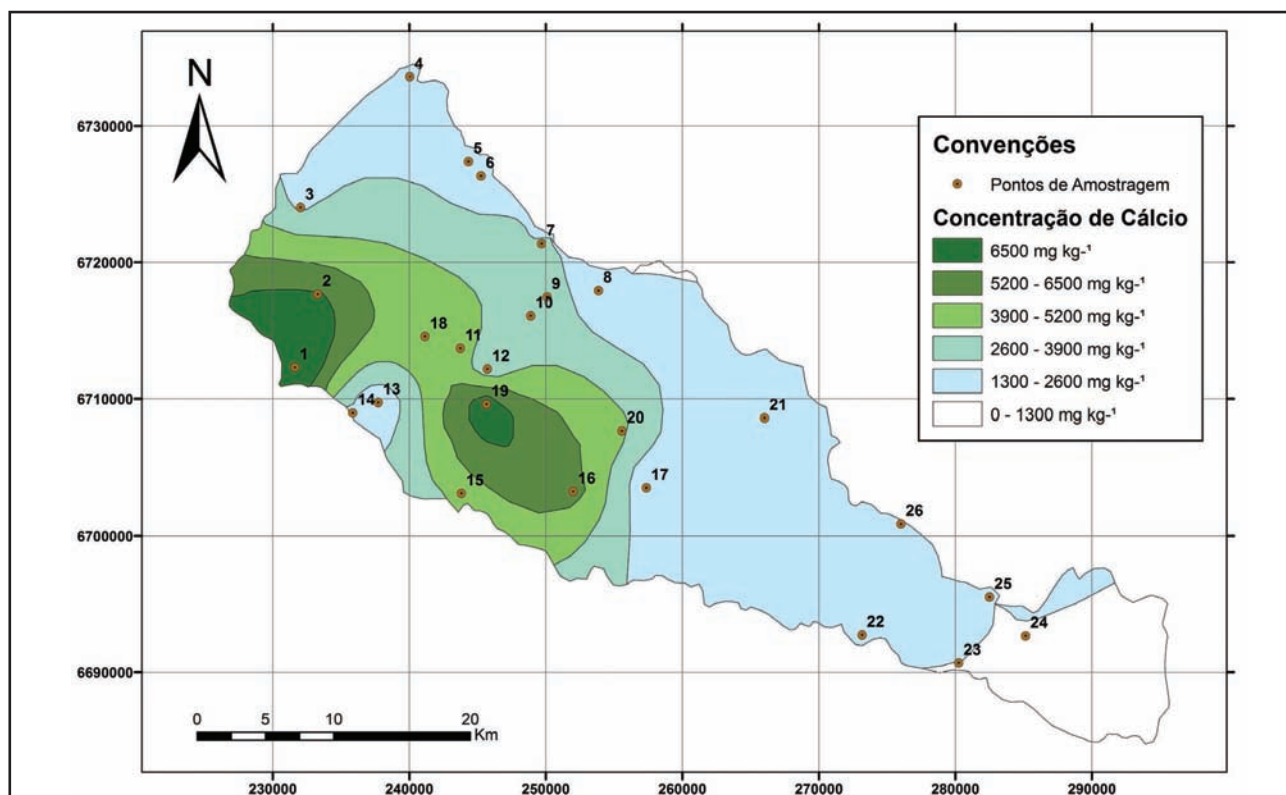 N
6730000
6720000
6710000
6700000
6690000
230000 240000 250000 260000 270000 280000 290000
4
5
6
3
7
8
2
9
10
18
11
12
1
13
14
19
20
21
15
16
17
26
25
22
24
23
Convenções
Pontos de Amostragem
Concentração de Cálcio
6500 mg kg-¹
5200 - 6500 mg kg-¹
3900 - 5200 mg kg-¹
2600 - 3900 mg kg-¹
1300 - 2600 mg kg-¹
0 - 1300 mg kg-¹
0 5 10 20
Km